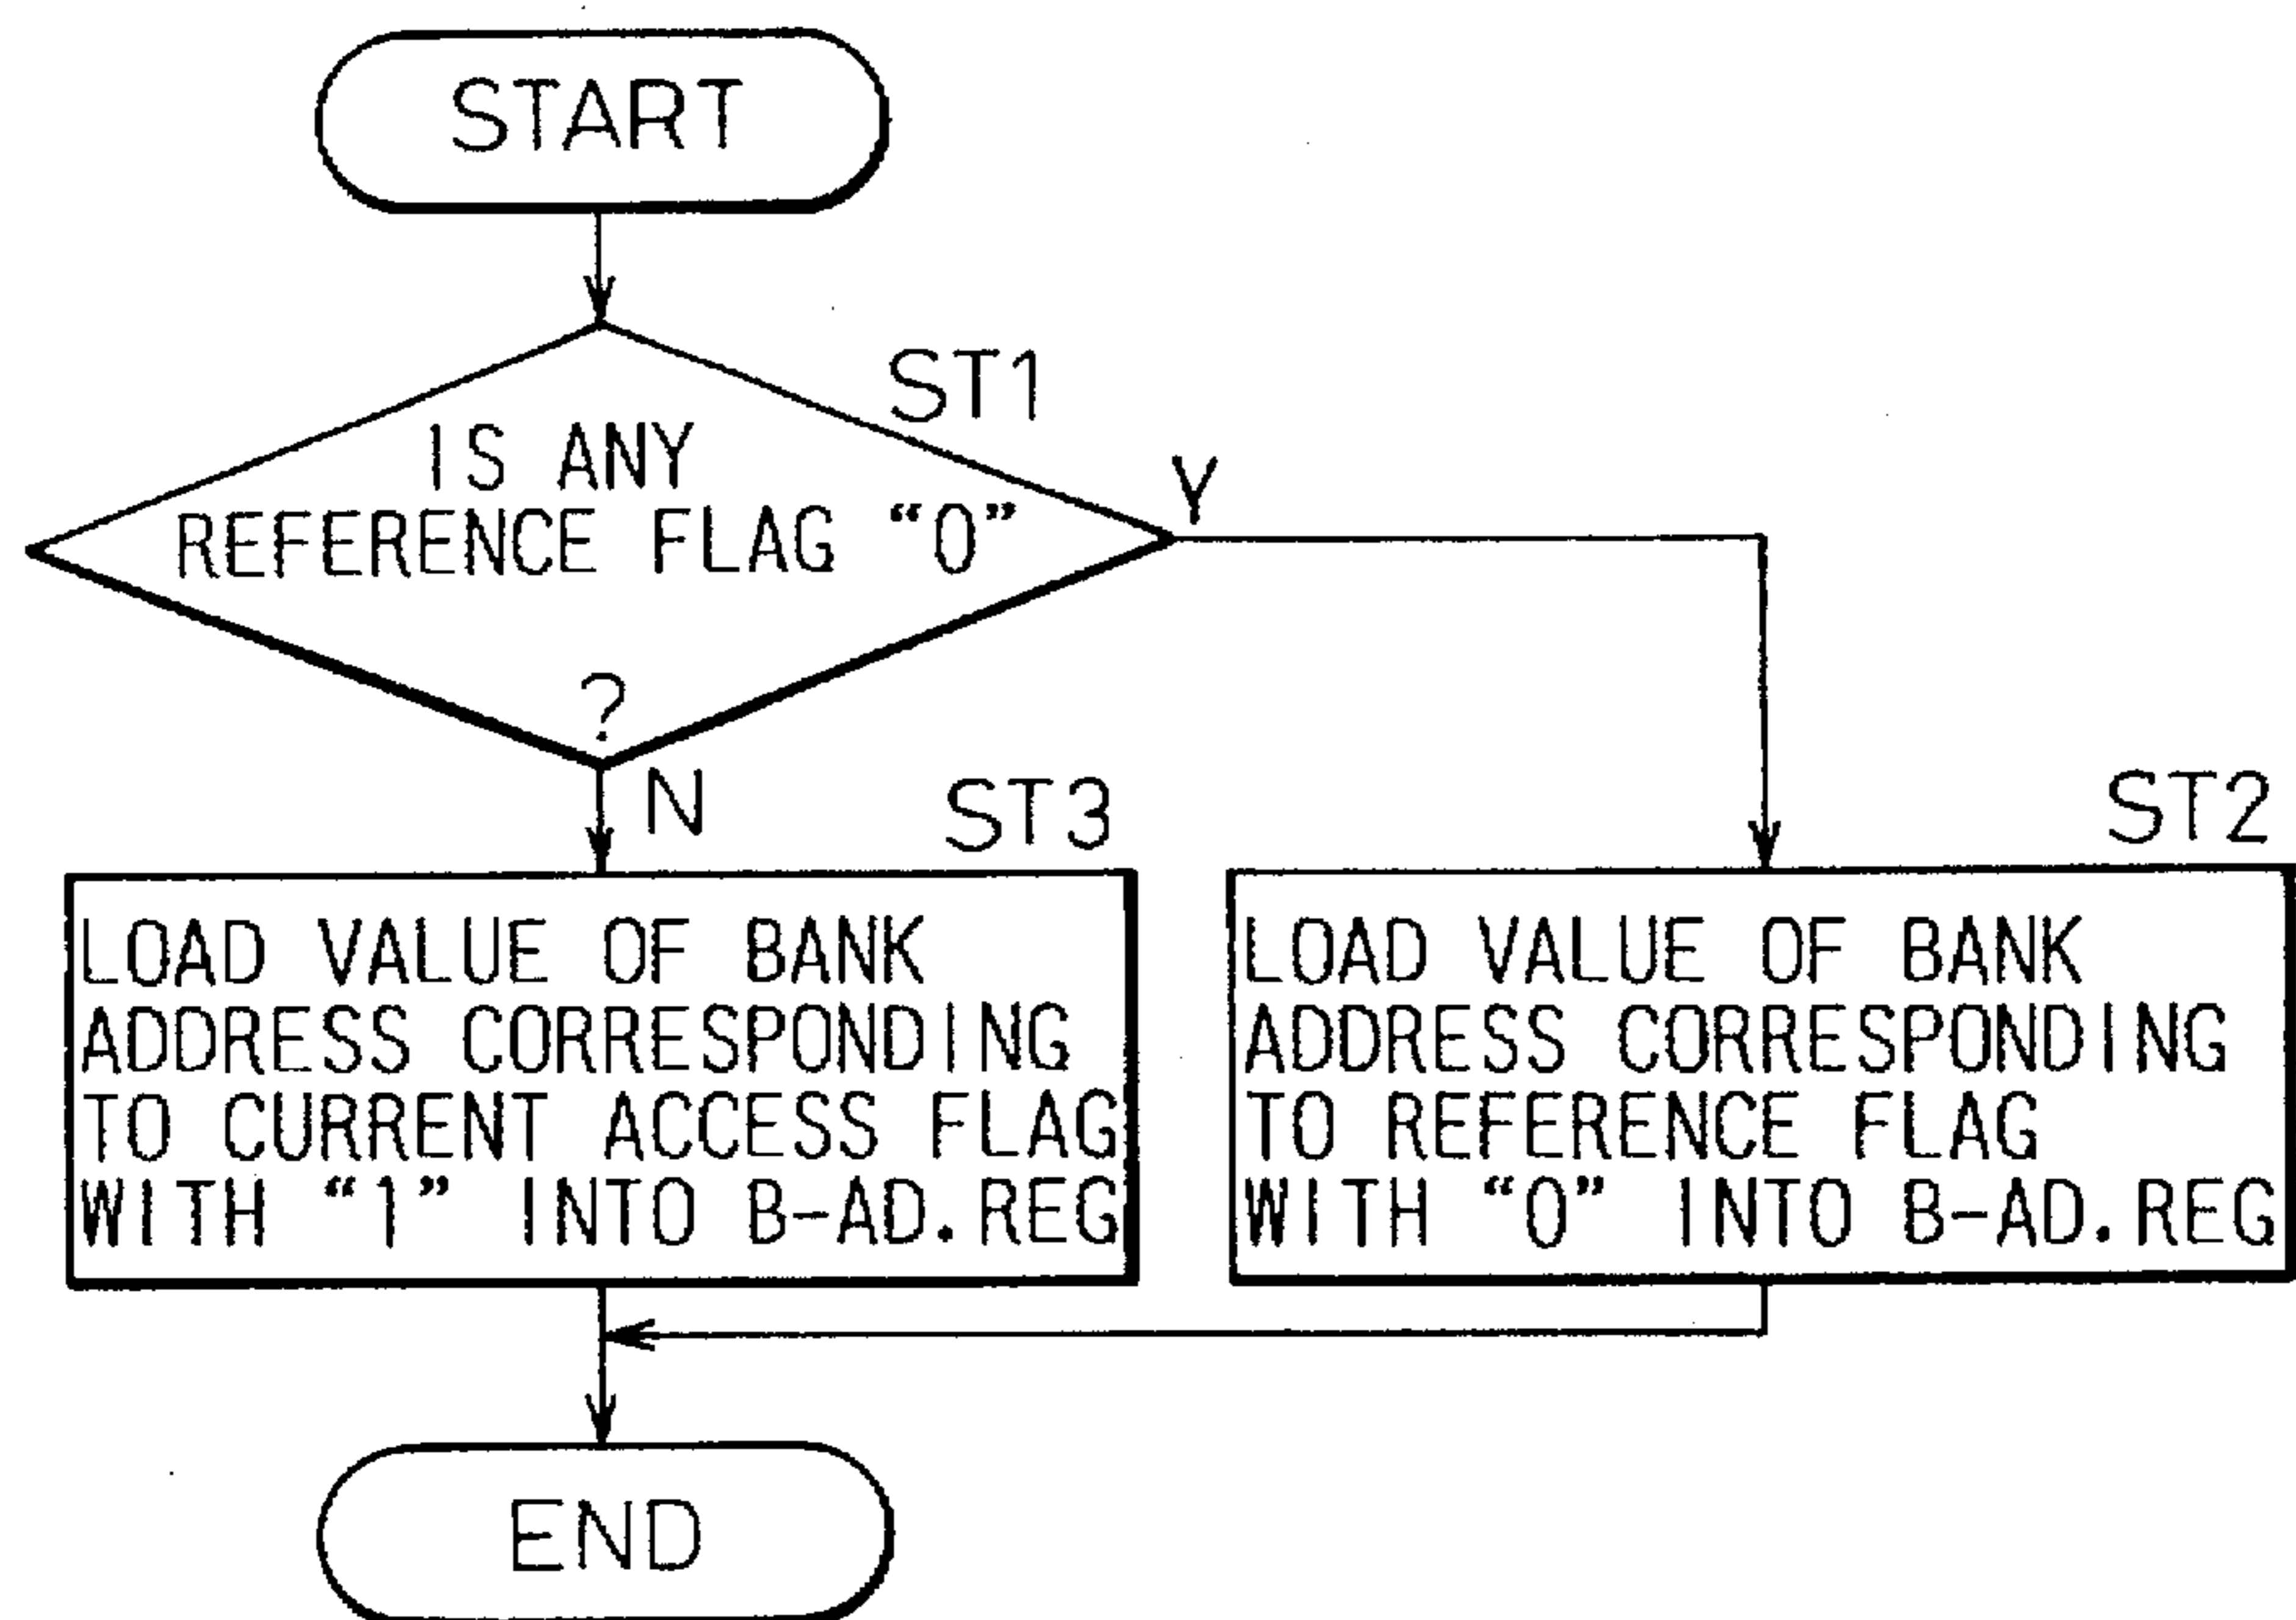 START
ST1
IS ANY
REFERENCE FLAG “0”
?
Y
N
ST3
LOAD VALUE OF BANK
ADDRESS CORRESPONDING
TO CURRENT ACCESS FLAG
WITH “1” INTO B-AD.REG
ST2
LOAD VALUE OF BANK
ADDRESS CORRESPONDING
TO REFERENCE FLAG
WITH “0” INTO B-AD.REG
END